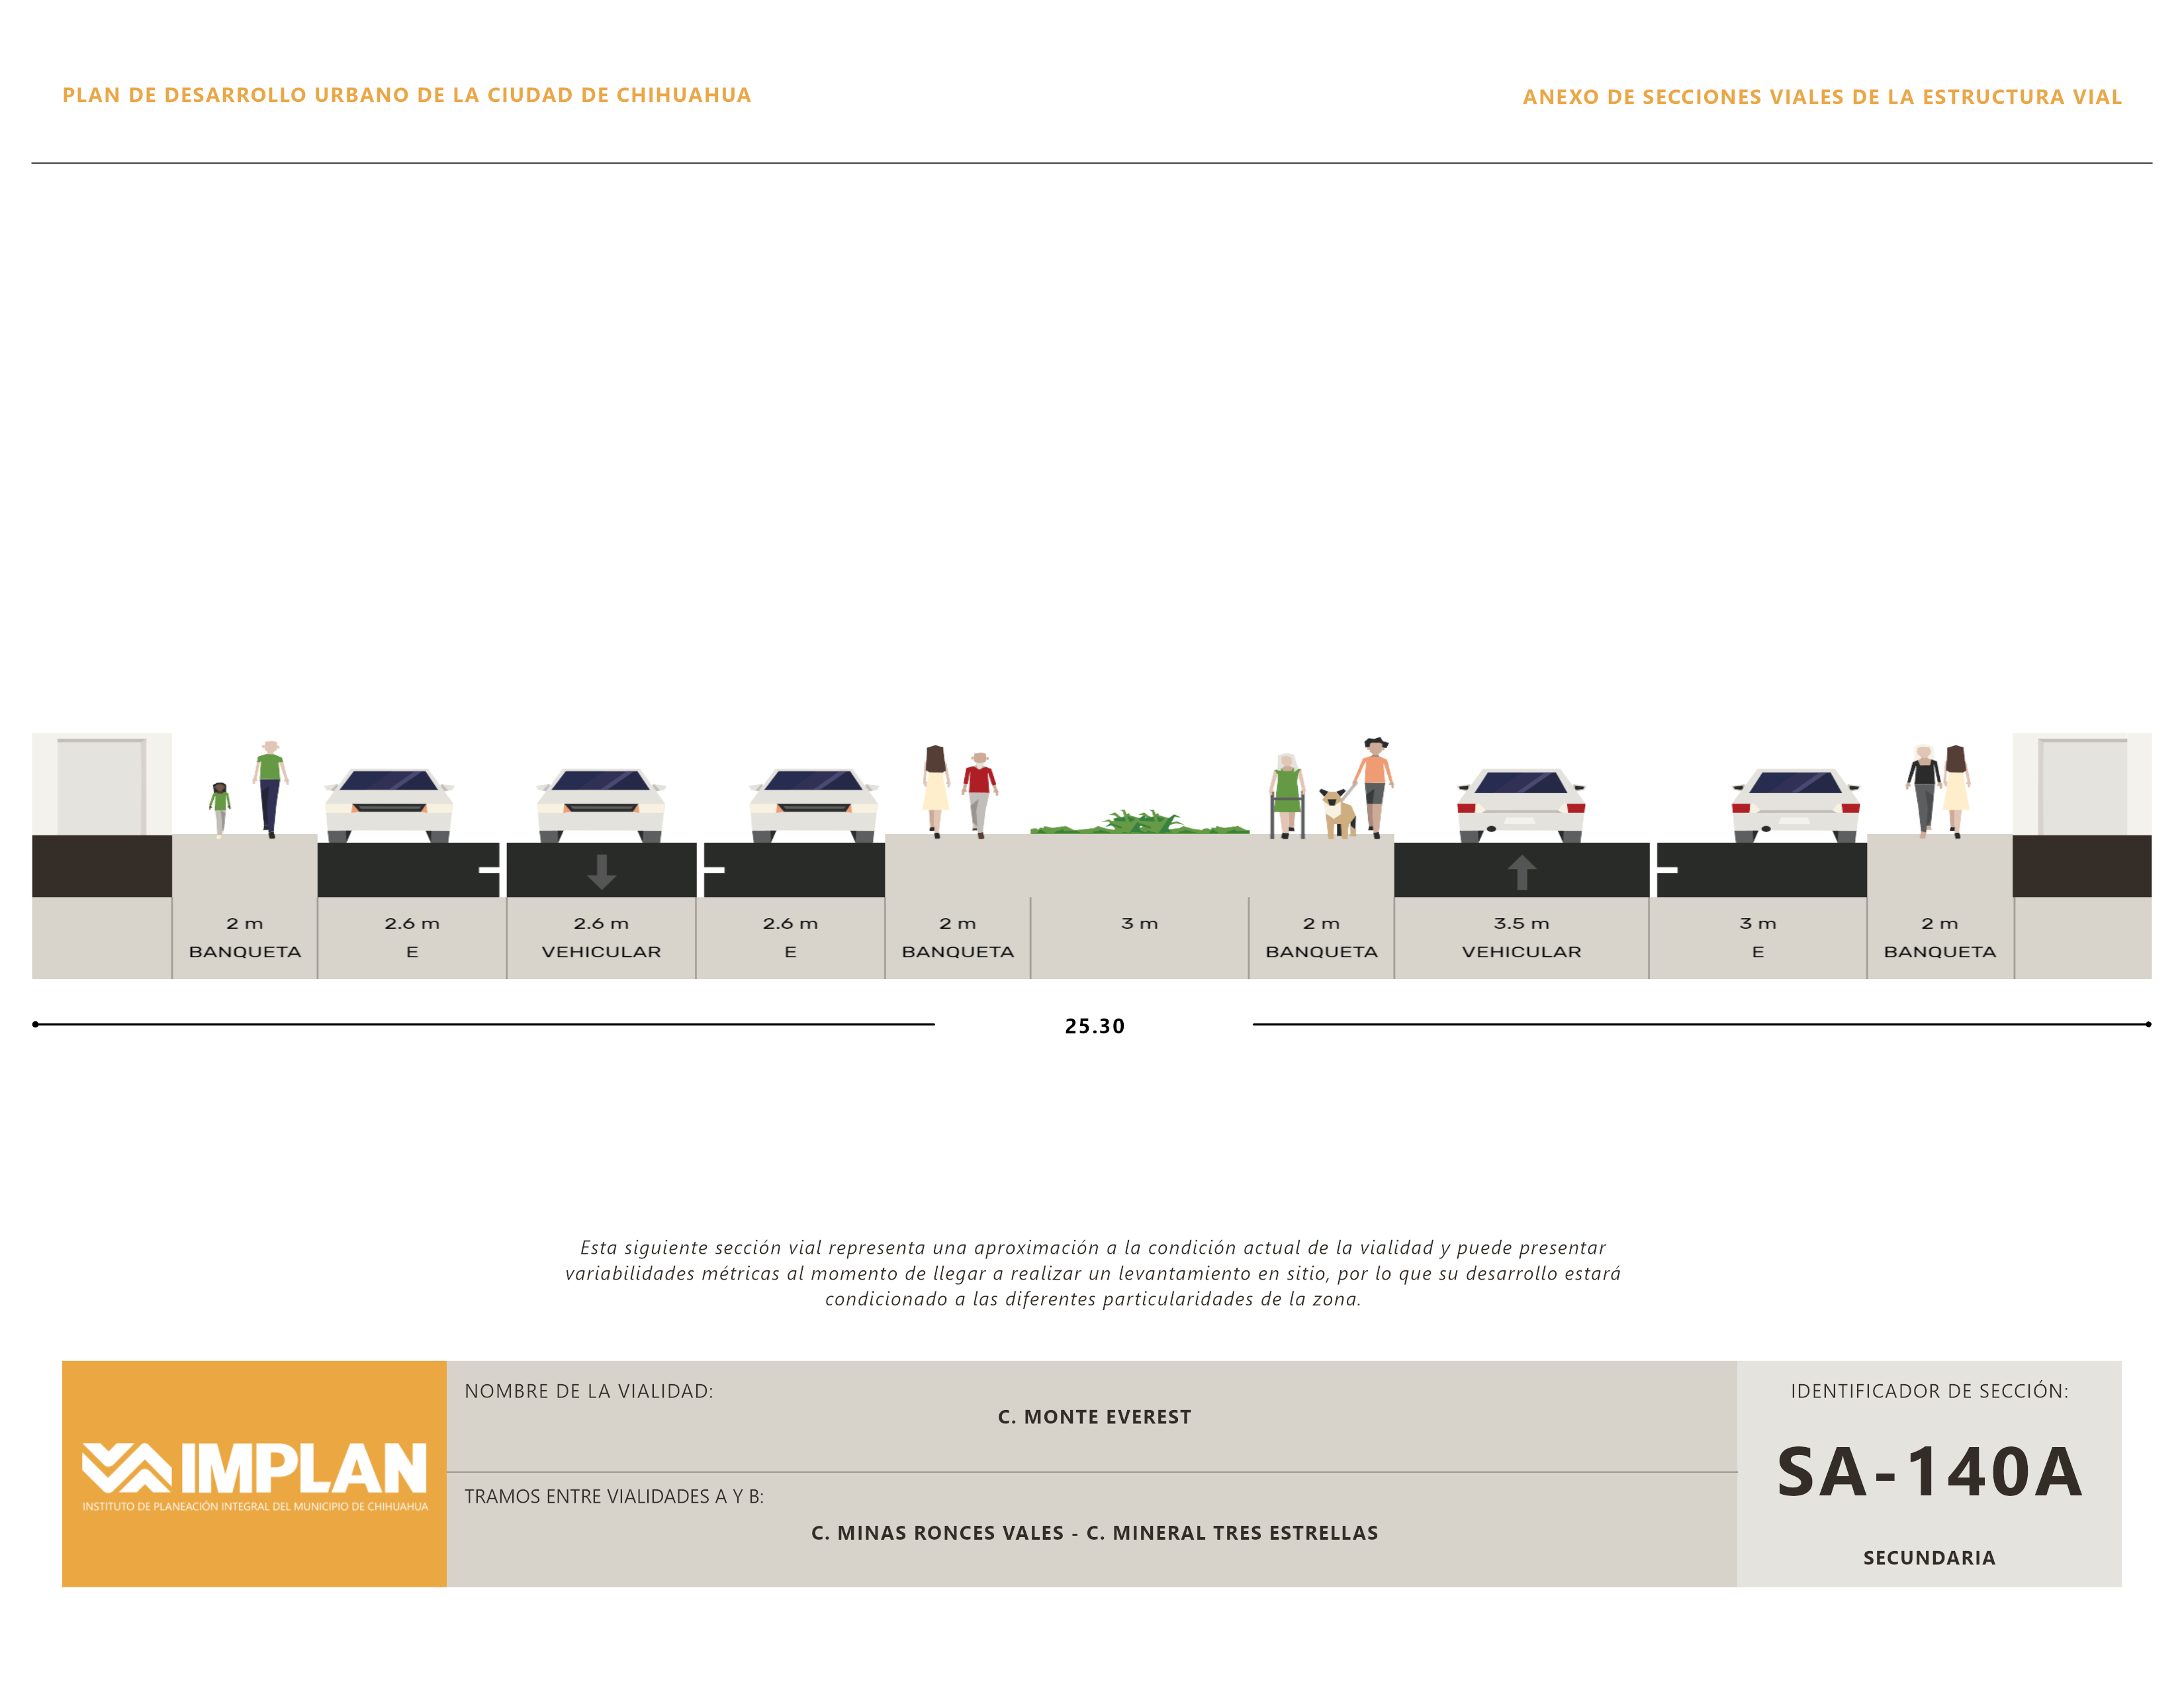 PLAN DE DESARROLLO URBANO DE LA CIUDAD DE CHIHUAHUA
ANEXO DE SECCIONES VIALES DE LA ESTRUCTURA VIAL
2 m
BANQUETA
2.6 m
E
2.6 m
VEHICULAR
2.6 m
E
2 m
BANQUETA
3 m
2 m
BANQUETA
3.5 m
VEHICULAR
3 m
E
2 m
BANQUETA
25.30
Esta siguiente sección vial representa una aproximación a la condición actual de la vialidad y puede presentar
variabilidades métricas al momento de llegar a realizar un levantamiento en sitio, por lo que su desarrollo estará
condicionado a las diferentes particularidades de la zona.
IMPLAN
INSTITUTO DE PLANEACIÓN INTEGRAL DEL MUNICIPIO DE CHIHUAHUA
NOMBRE DE LA VIALIDAD:
C. MONTE EVEREST
TRAMOS ENTRE VIALIDADES A Y B:
C. MINAS RONCES VALES - C. MINERAL TRES ESTRELLAS
IDENTIFICADOR DE SECCIÓN:
SA-140A
SECUNDARIA